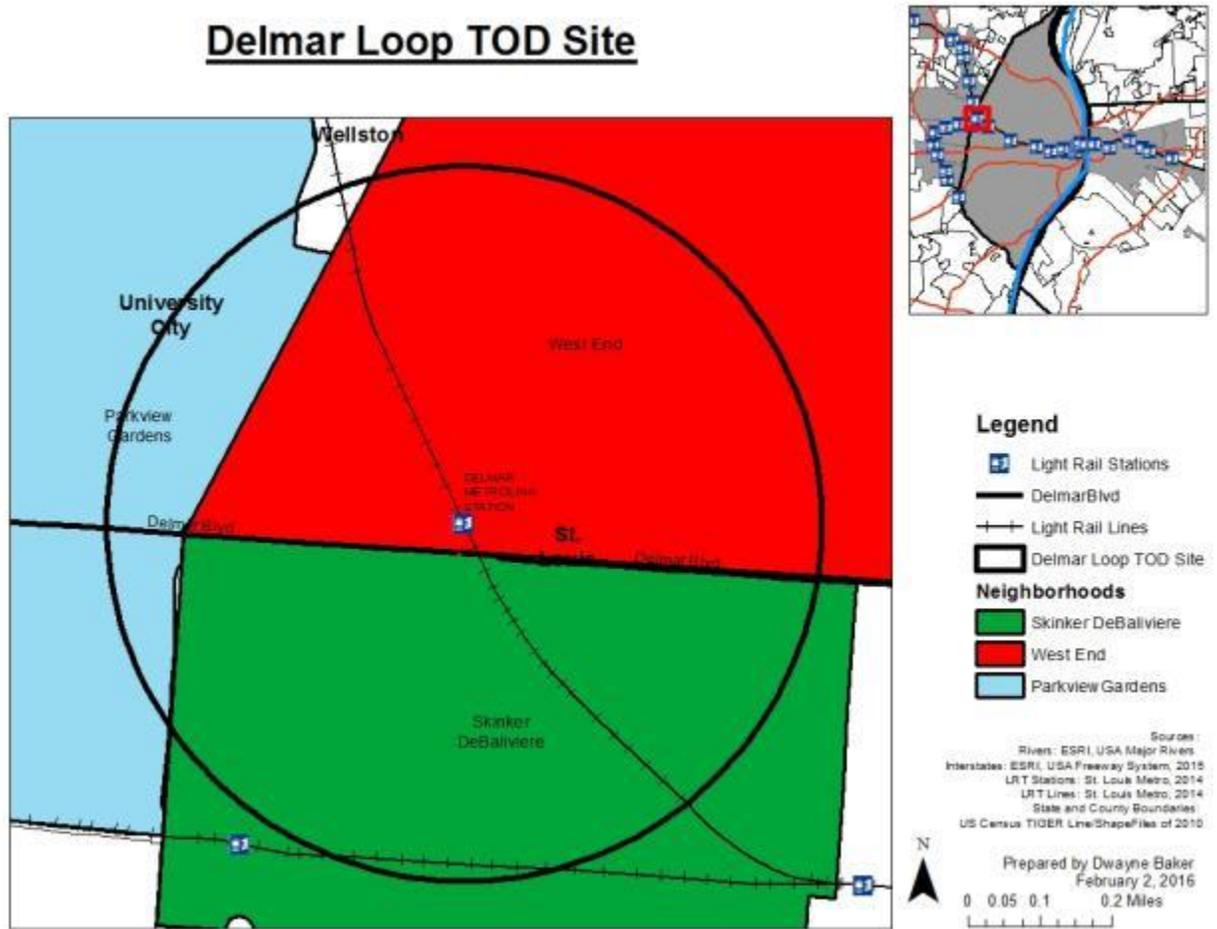 Delmar Loop TOD Site
Wellston
University
City
West End
Parkview
Gardens
DELMAR
METROLINK
STATION
Delmar Blvd
St.
Delmar Blvd
Skinker
DeBaliviere
Legend
Light Rail Stations
DelmarBlvd
Light Rail Lines
Delmar Loop TOD Site
Neighborhoods
Skinker DeBaliviere
West End
Parkview Gardens
Sources:
Rivers: ESRI, USA Major Rivers
Interstates: ESRI, USA Freeway System, 2015
LRT Stations: St. Louis Metro, 2014
LRT Lines: St. Louis Metro, 2014
State and County Boundaries:
US Census TIGER Line/ShapeFiles of 2010
N
Prepared by Dwayne Baker
February 2, 2016
0 0.05 0.1 0.2 Miles